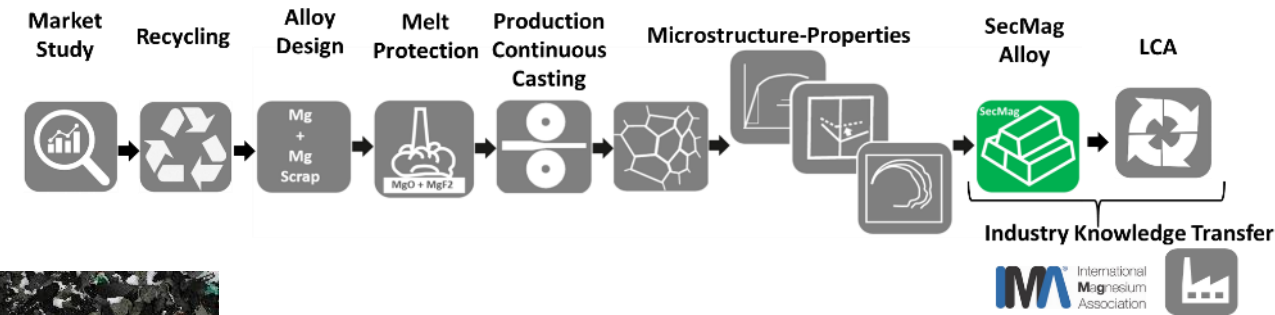 Market
Study
Recycling
Alloy
Design
Melt
Protection
Production
Continuous
Casting
Microstructure-Properties
SecMag
Alloy
LCA
Mg
+
Mg
Scrap
MgO + MgF2
SecMag
Industry Knowledge Transfer
IMA
International
Magnesium
Association